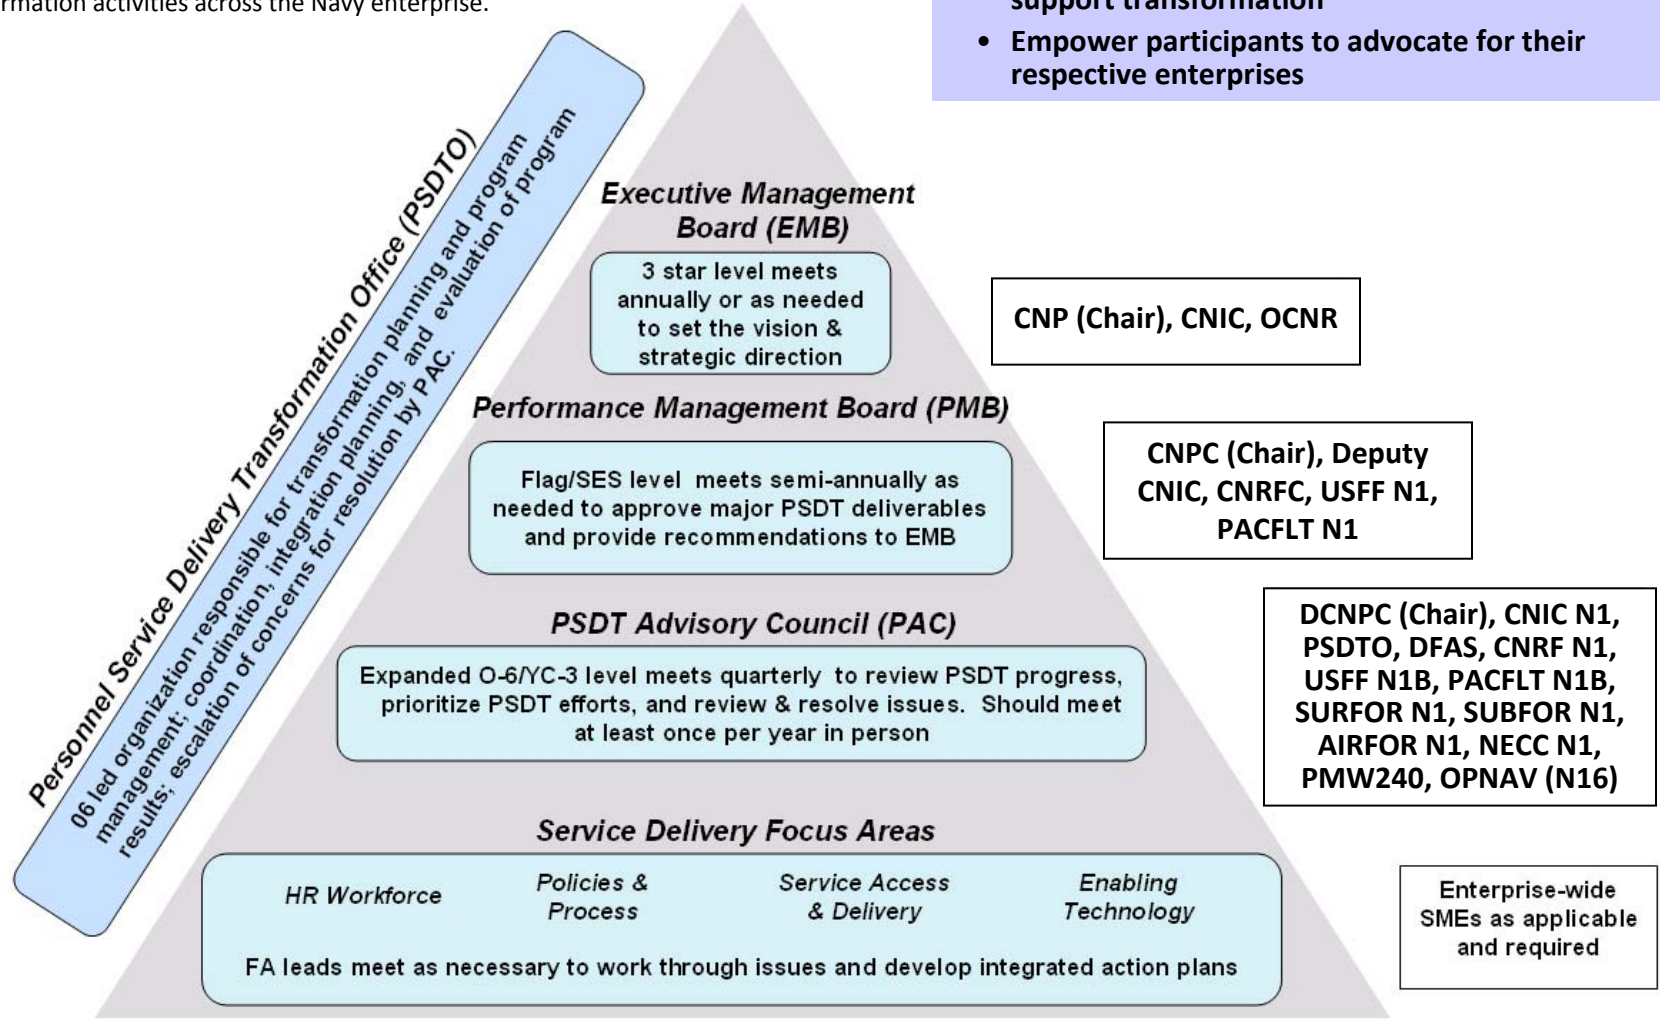 rmation activities across the Navy enterprise.
support transformation
• Empower participants to advocate for their
respective enterprises
Personnel Service Delivery Transformation Office (PSDTO)
06 led organization responsible for transformation planning and program
management; coordination, integration planning, and evaluation of program
results; escalation of concerns for resolution by PAC.
Executive Management
Board (EMB)
3 star level meets
annually or as needed
to set the vision &
strategic direction
CNP (Chair), CNIC, OCNR
Performance Management Board (PMB)
Flag/SES level meets semi-annually as
needed to approve major PSDT deliverables
and provide recommendations to EMB
CNPC (Chair), Deputy
CNIC, CNRFC, USFF N1,
PACFLT N1
PSDT Advisory Council (PAC)
Expanded O-6/YC-3 level meets quarterly to review PSDT progress,
prioritize PSDT efforts, and review & resolve issues. Should meet
at least once per year in person
DCNPC (Chair), CNIC N1,
PSDTO, DFAS, CNRF N1,
USFF N1B, PACFLT N1B,
SURFOR N1, SUBFOR N1,
AIRFOR N1, NECC N1,
PMW240, OPNAV (N16)
Service Delivery Focus Areas
HR Workforce
Policies &
Process
Service Access
& Delivery
Enabling
Technology
FA leads meet as necessary to work through issues and develop integrated action plans
Enterprise-wide
SMEs as applicable
and required